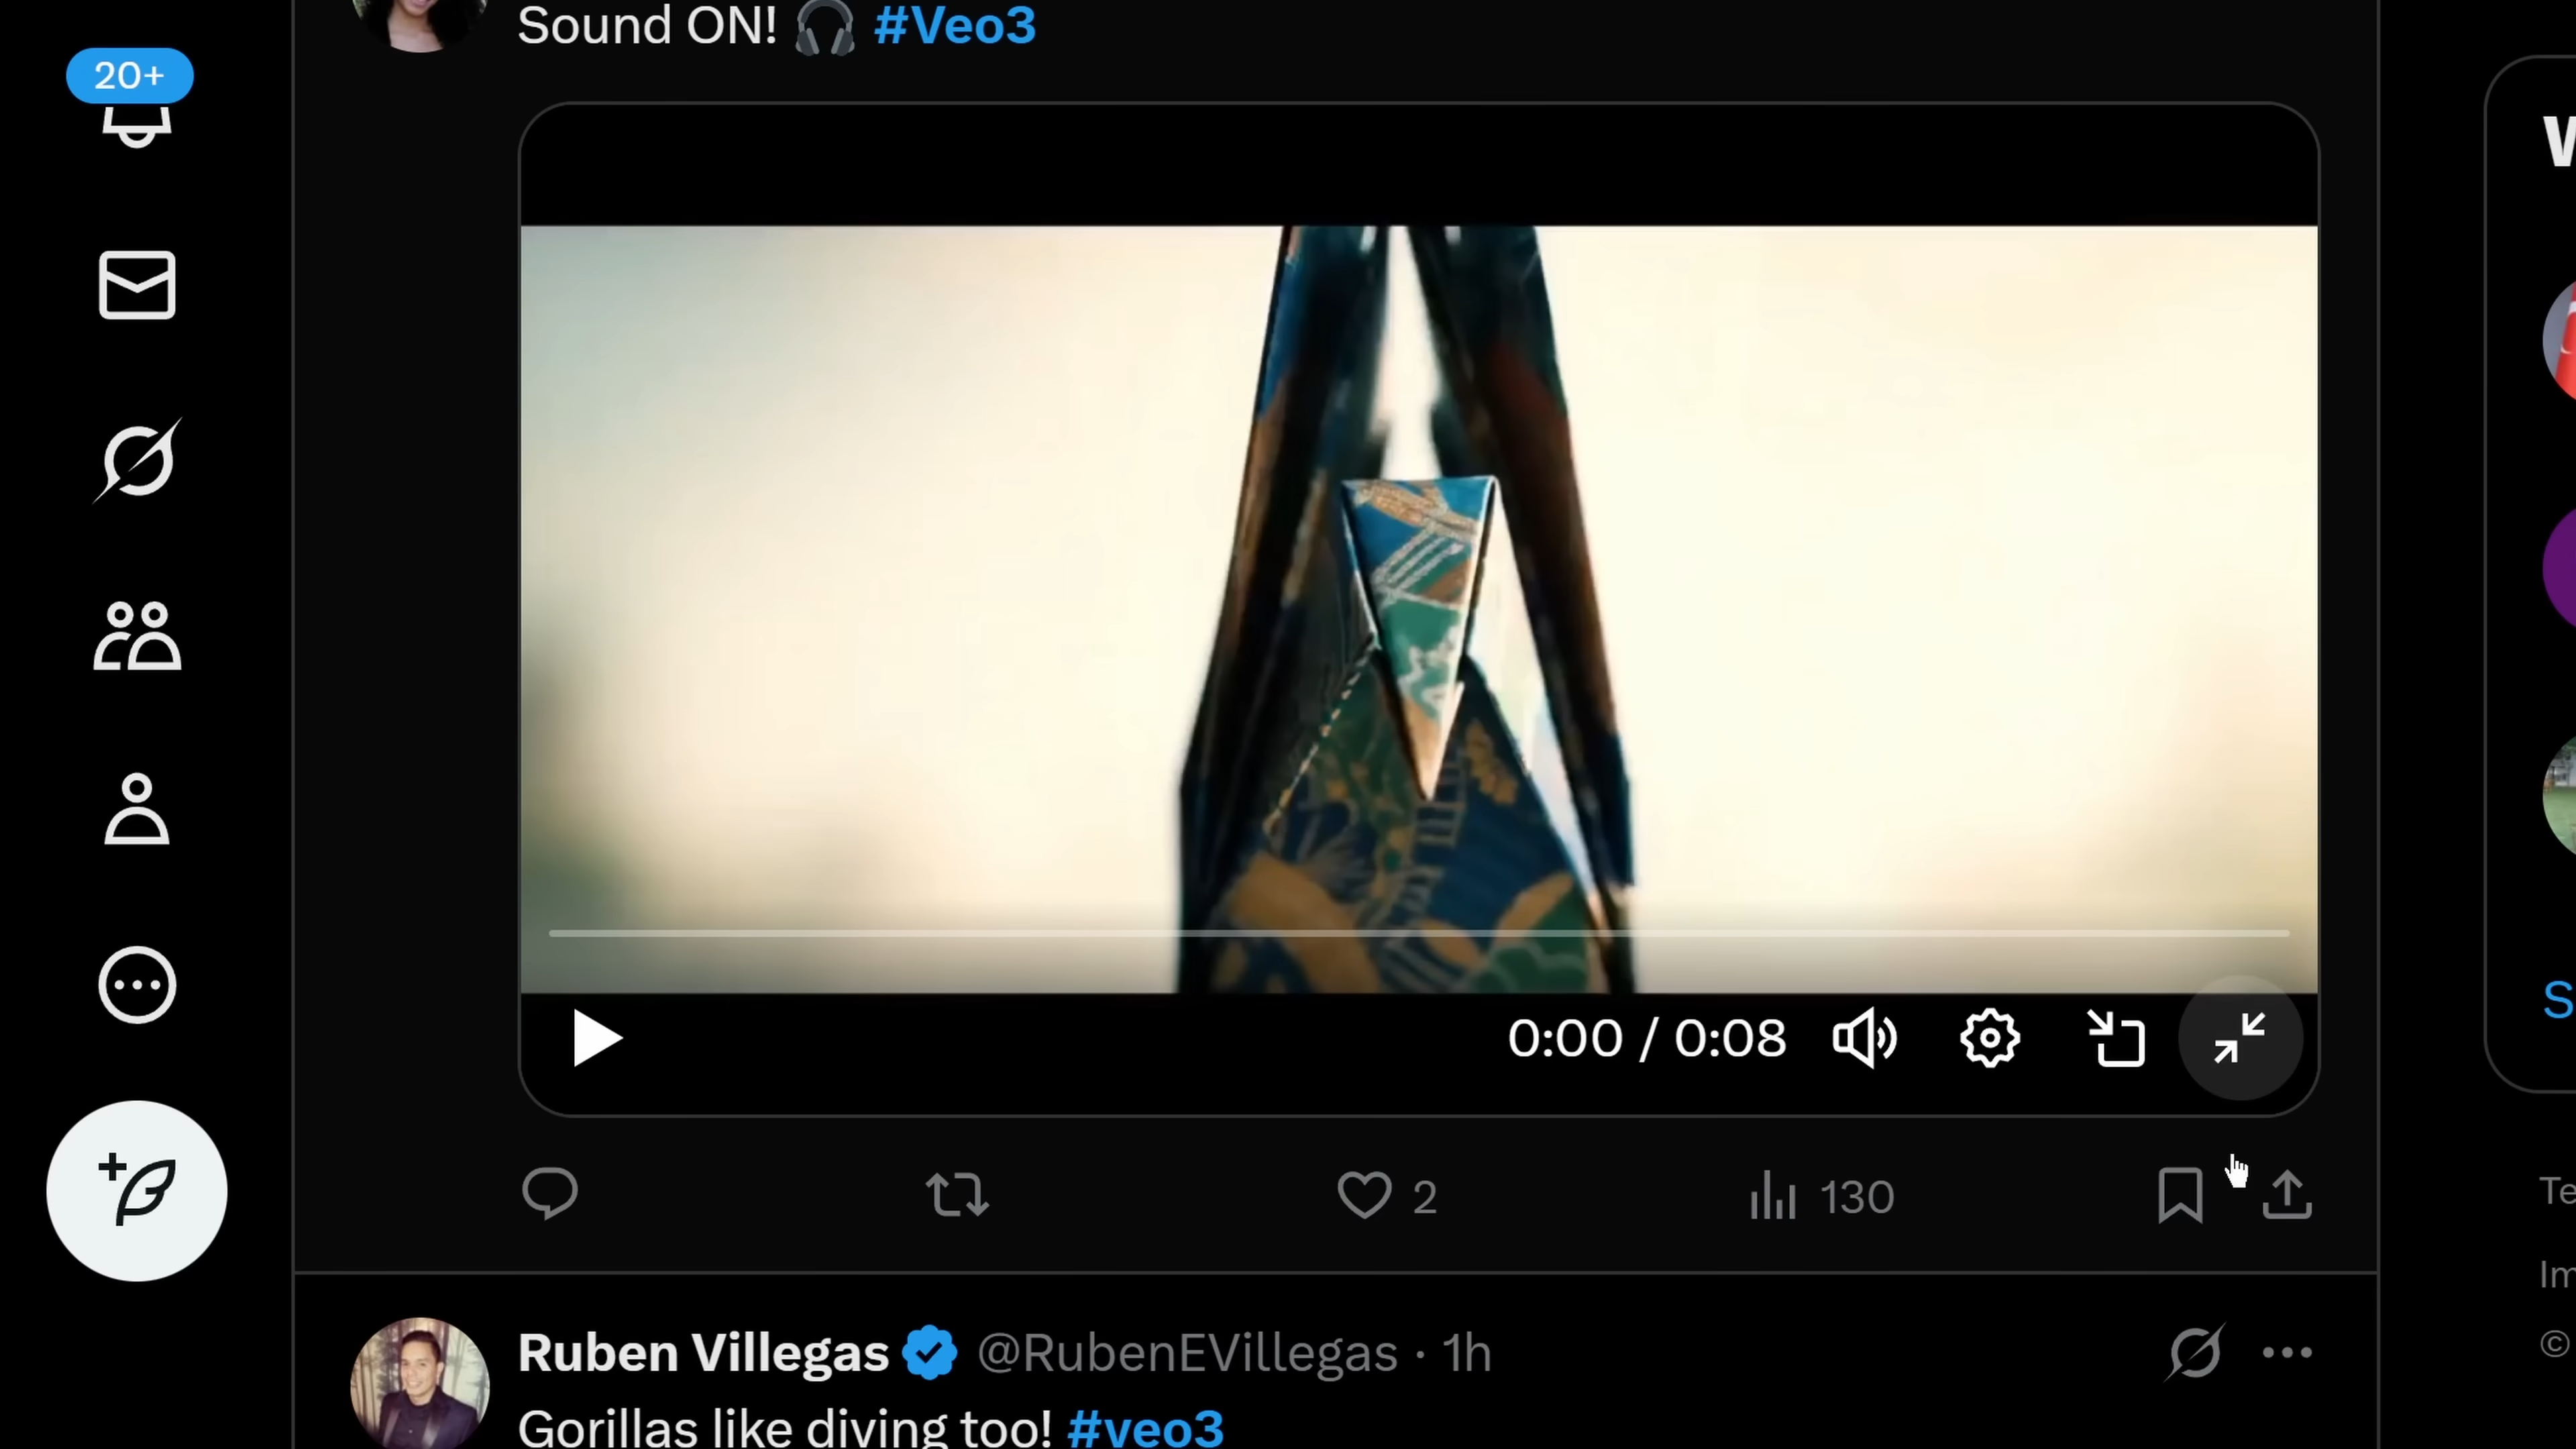 Sound ON! 🎧 #Veo3
20+
0:00 / 0:08
2
130
Ruben Villegas @RubenEVillegas · 1h
Gorillas like diving too! #veo3
©